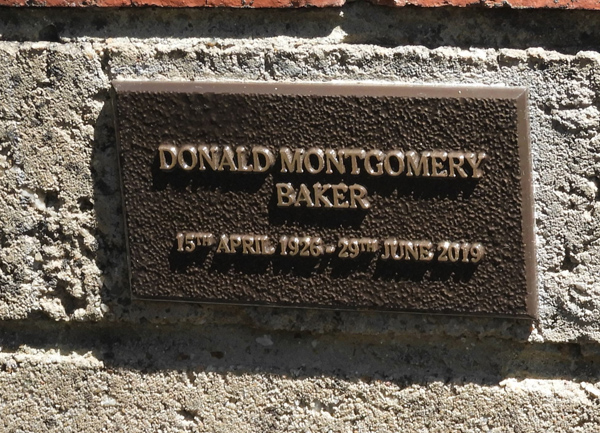 DONALD MONTGOMERY
BAKER
15TH APRIL 1926 - 29TH JUNE 2019